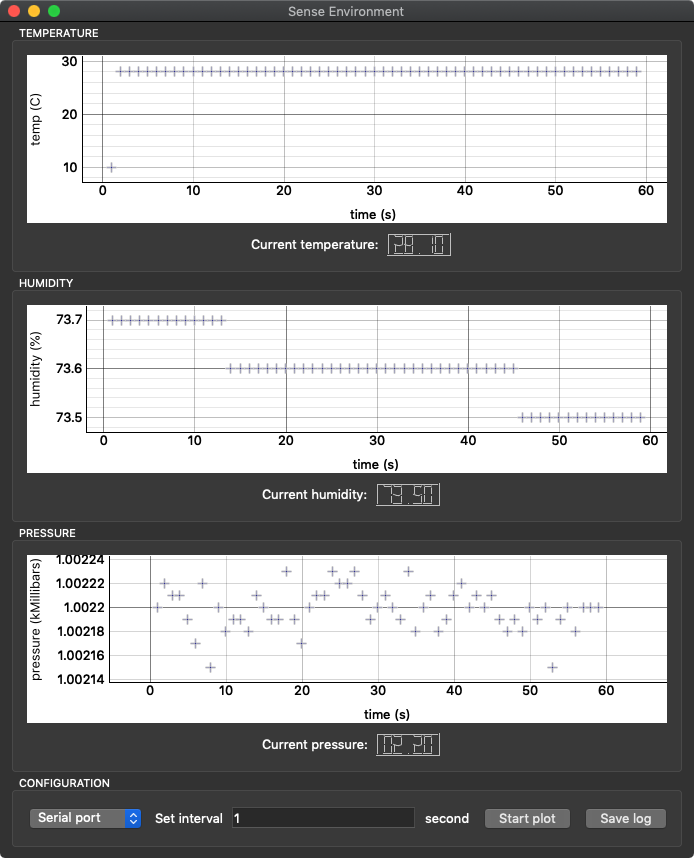 Sense Environment
TEMPERATURE
30
20
10
temp (C)
0 10 20 30 40 50 60
time (s)
Current temperature: 28.10
HUMIDITY
73.7
73.6
73.5
humidity (%)
0 10 20 30 40 50 60
time (s)
Current humidity: 73.50
PRESSURE
1.00224
1.00222
1.0022
1.00218
1.00216
1.00214
pressure (kMillibars)
0 10 20 30 40 50 60
time (s)
Current pressure: 02.20
CONFIGURATION
Serial port Set interval 1 second Start plot Save log